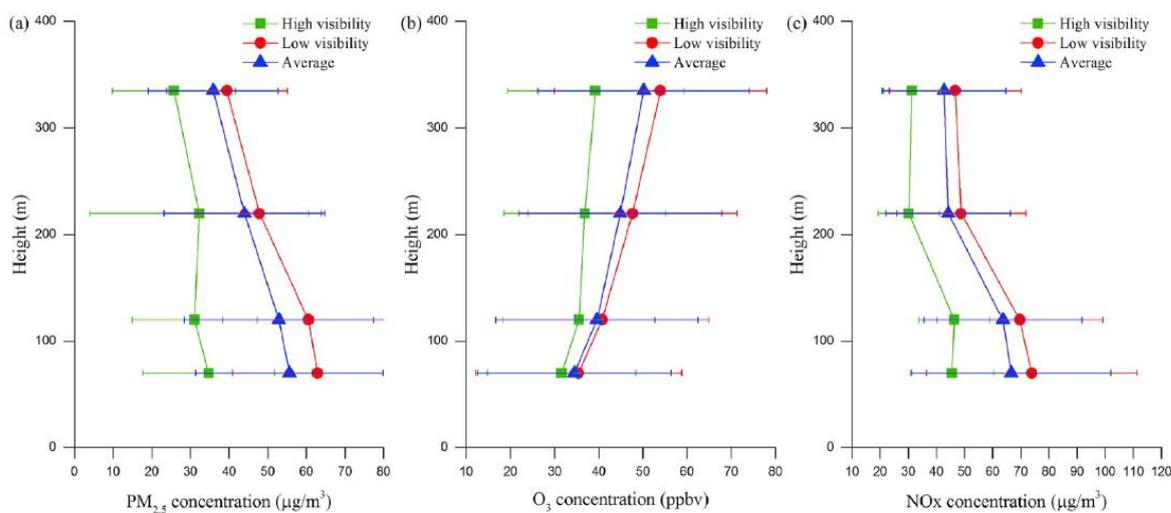 (a)
High visibility
Low visibility
Average
400
300
200
100
0
Height (m)
0 10 20 30 40 50 60 70 80
PM2.5 concentration (μg/m³)
(b)
High visibility
Low visibility
Average
400
300
200
100
0
Height (m)
10 20 30 40 50 60 70 80
O3 concentration (ppbv)
(c)
High visibility
Low visibility
Average
400
300
200
100
0
Height (m)
10 20 30 40 50 60 70 80 90 100 110 120
NOx concentration (μg/m³)